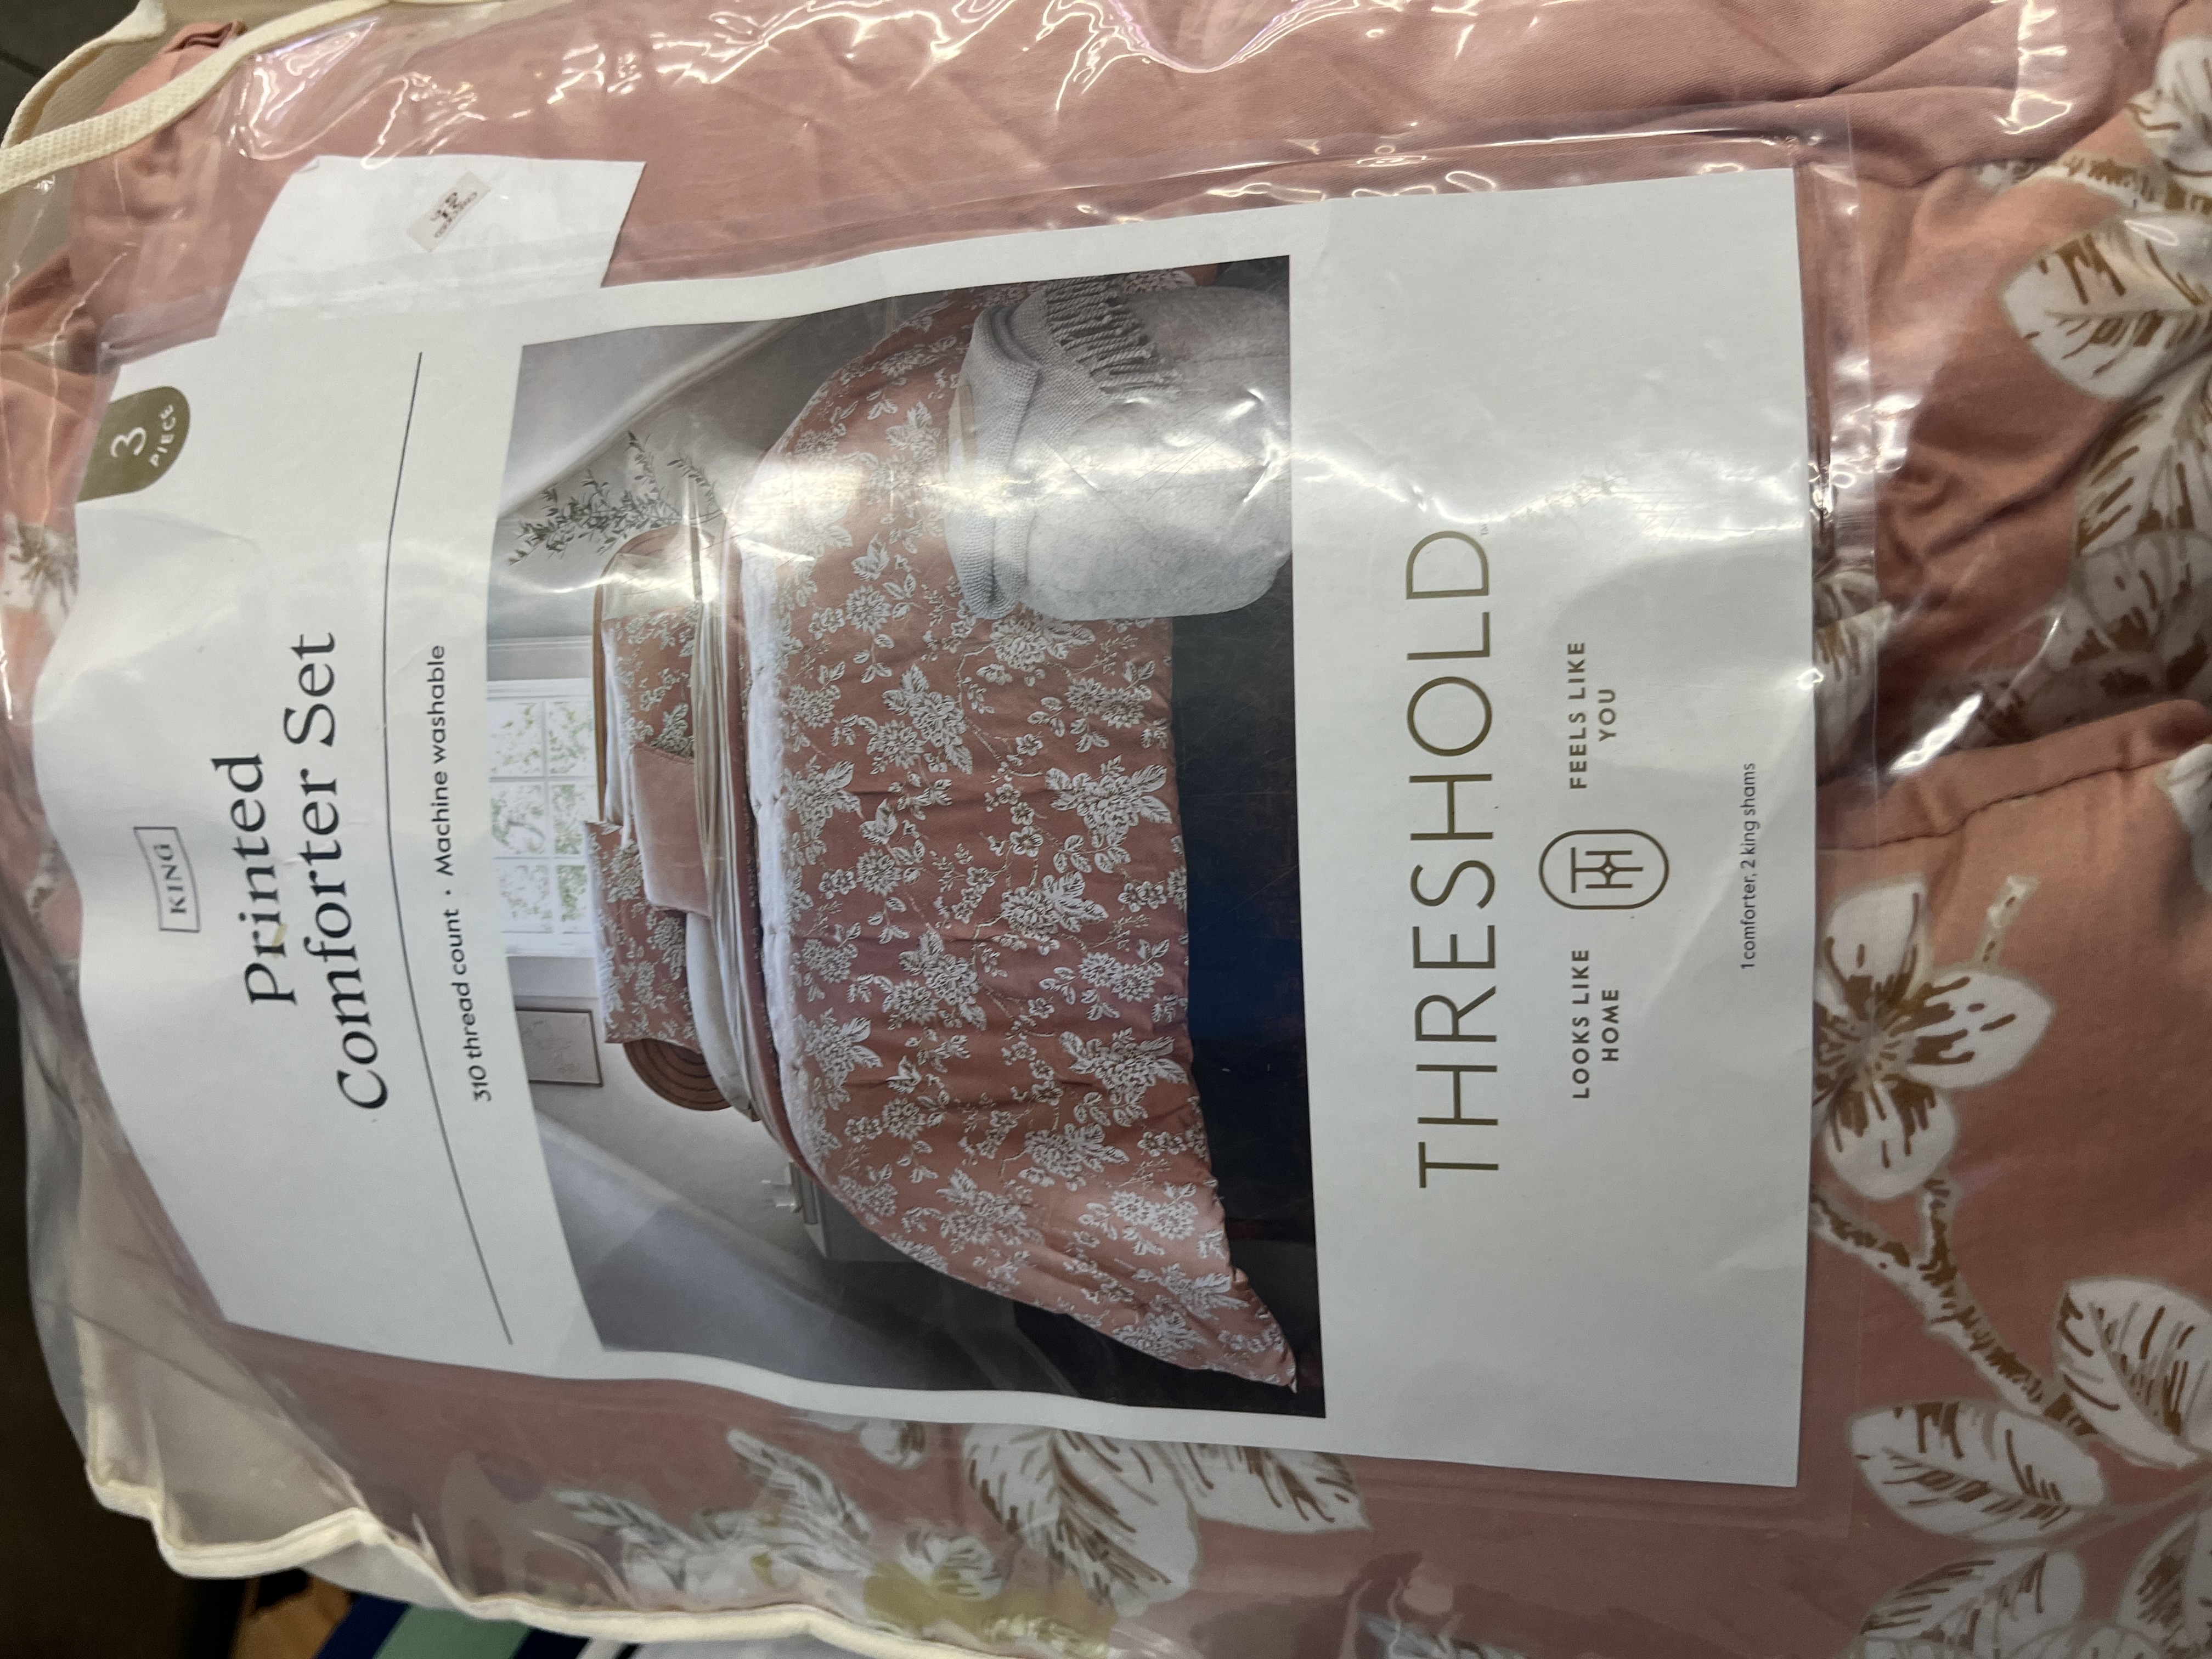 3
PIECE
KING
Printed
Comforter Set
310 thread count • Machine washable
THRESHOLD™
LOOKS LIKE
HOME
FEELS LIKE
YOU
1 comforter, 2 king shams